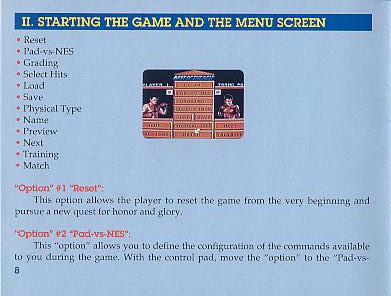 II. STARTING THE GAME AND THE MENU SCREEN
• Reset
• Pad-vs-NES
• Grading
• Select Hits
• Load
• Save
• Physical Type
• Name
• Preview
• Next
• Training
• Match
"Option" #1 "Reset":
This option allows the player to reset the game from the very beginning and
pursue a new quest for honor and glory.
"Option" #2 "Pad-vs-NES":
This "option" allows you to define the configuration of the commands available
to you during the game. With the control pad, move the "option" to the "Pad-vs-
8